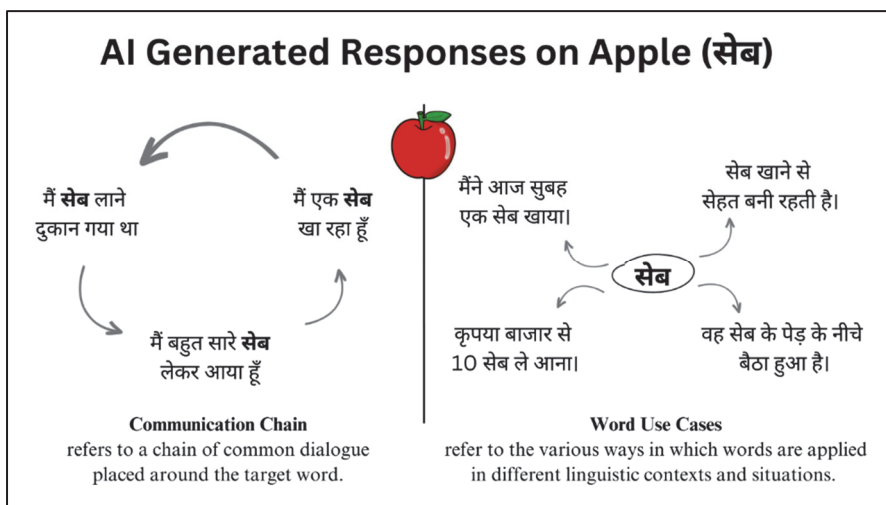 AI Generated Responses on Apple (सेब)
मैं सेब लाने
दुकान गया था
मैं बहुत सारे सेब
लेकर आया हूँ
मैं एक सेब
खा रहा हूँ
Communication Chain
refers to a chain of common dialogue
placed around the target word.
मैंने आज सुबह
एक सेब खाया।
सेब खाने से
सेहत बनी रहती है।
सेब
कृपया बाजार से
10 सेब ले आना।
वह सेब के पेड़ के नीचे
बैठा हुआ है।
Word Use Cases
refer to the various ways in which words are applied
in different linguistic contexts and situations.